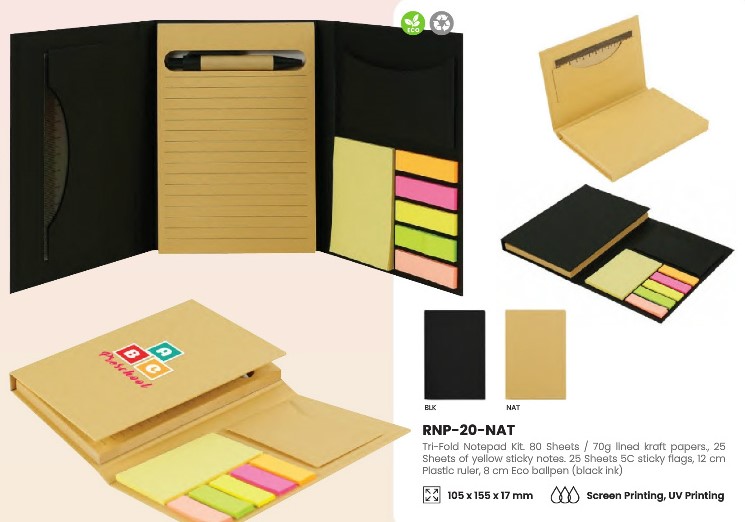 ECO
A
B C
Preschool
BLK
NAT
RNP-20-NAT
Tri-Fold Notepad Kit. 80 Sheets / 70g lined kraft papers., 25
Sheets of yellow sticky notes. 25 Sheets 5C sticky flags, 12 cm
Plastic ruler, 8 cm Eco ballpen (black ink)
105 x 155 x 17 mm
Screen Printing, UV Printing